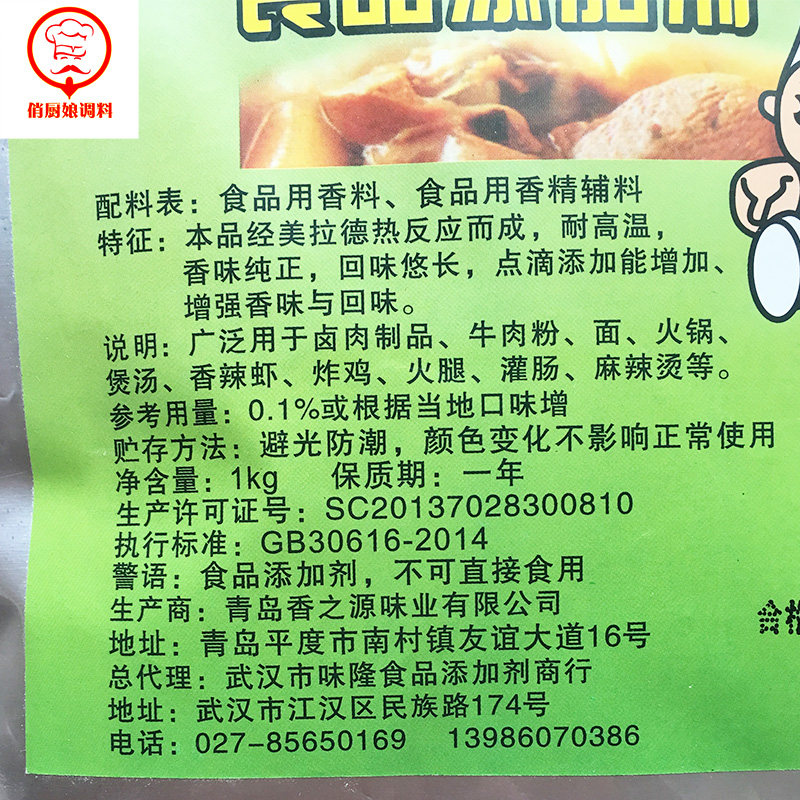 食品添加剂
俏厨娘调料
配料表：食品用香料、食品用香精辅料
特征：本品经美拉德热反应而成，耐高温，
香味纯正，回味悠长，点滴添加能增加、
增强香味与回味。
说明：广泛用于卤肉制品、牛肉粉、面、火锅、
煲汤、香辣虾、炸鸡、火腿、灌肠、麻辣烫等。
参考用量：0.1%或根据当地口味增
贮存方法：避光防潮，颜色变化不影响正常使用
净含量：1kg 保质期：一年
生产许可证号：SC20137028300810
执行标准：GB30616-2014
警语：食品添加剂，不可直接食用
生产商：青岛香之源味业有限公司
地址：青岛平度市南村镇友谊大道16号
总代理：武汉市味隆食品添加剂商行
地址：武汉市江汉区民族路174号
电话：027-85650169 13986070386